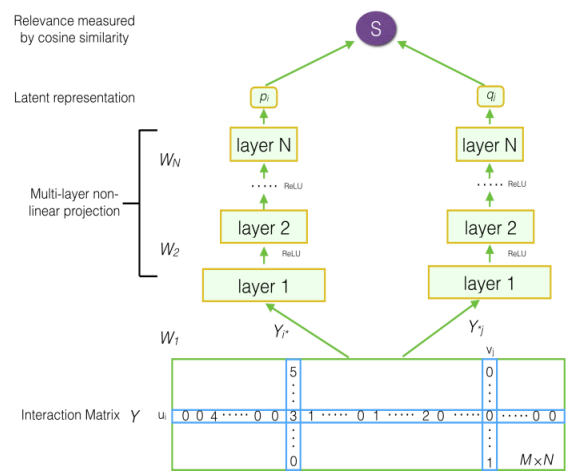 Relevance measured
by cosine similarity
S
Latent representation
pᵢ
qⱼ
layer N
layer N
W_N
····· ReLU
····· ReLU
Multi-layer non-
linear projection
layer 2
layer 2
W₂
ReLU
ReLU
layer 1
layer 1
Yᵢ*
Y*ⱼ
W₁
vⱼ
5
0
Interaction Matrix Y uᵢ 0 0 4 ····· 0 0 3 1 ····· 0 1 ····· 2 0 ····· 0 ····· 0 0
0
1
M×N